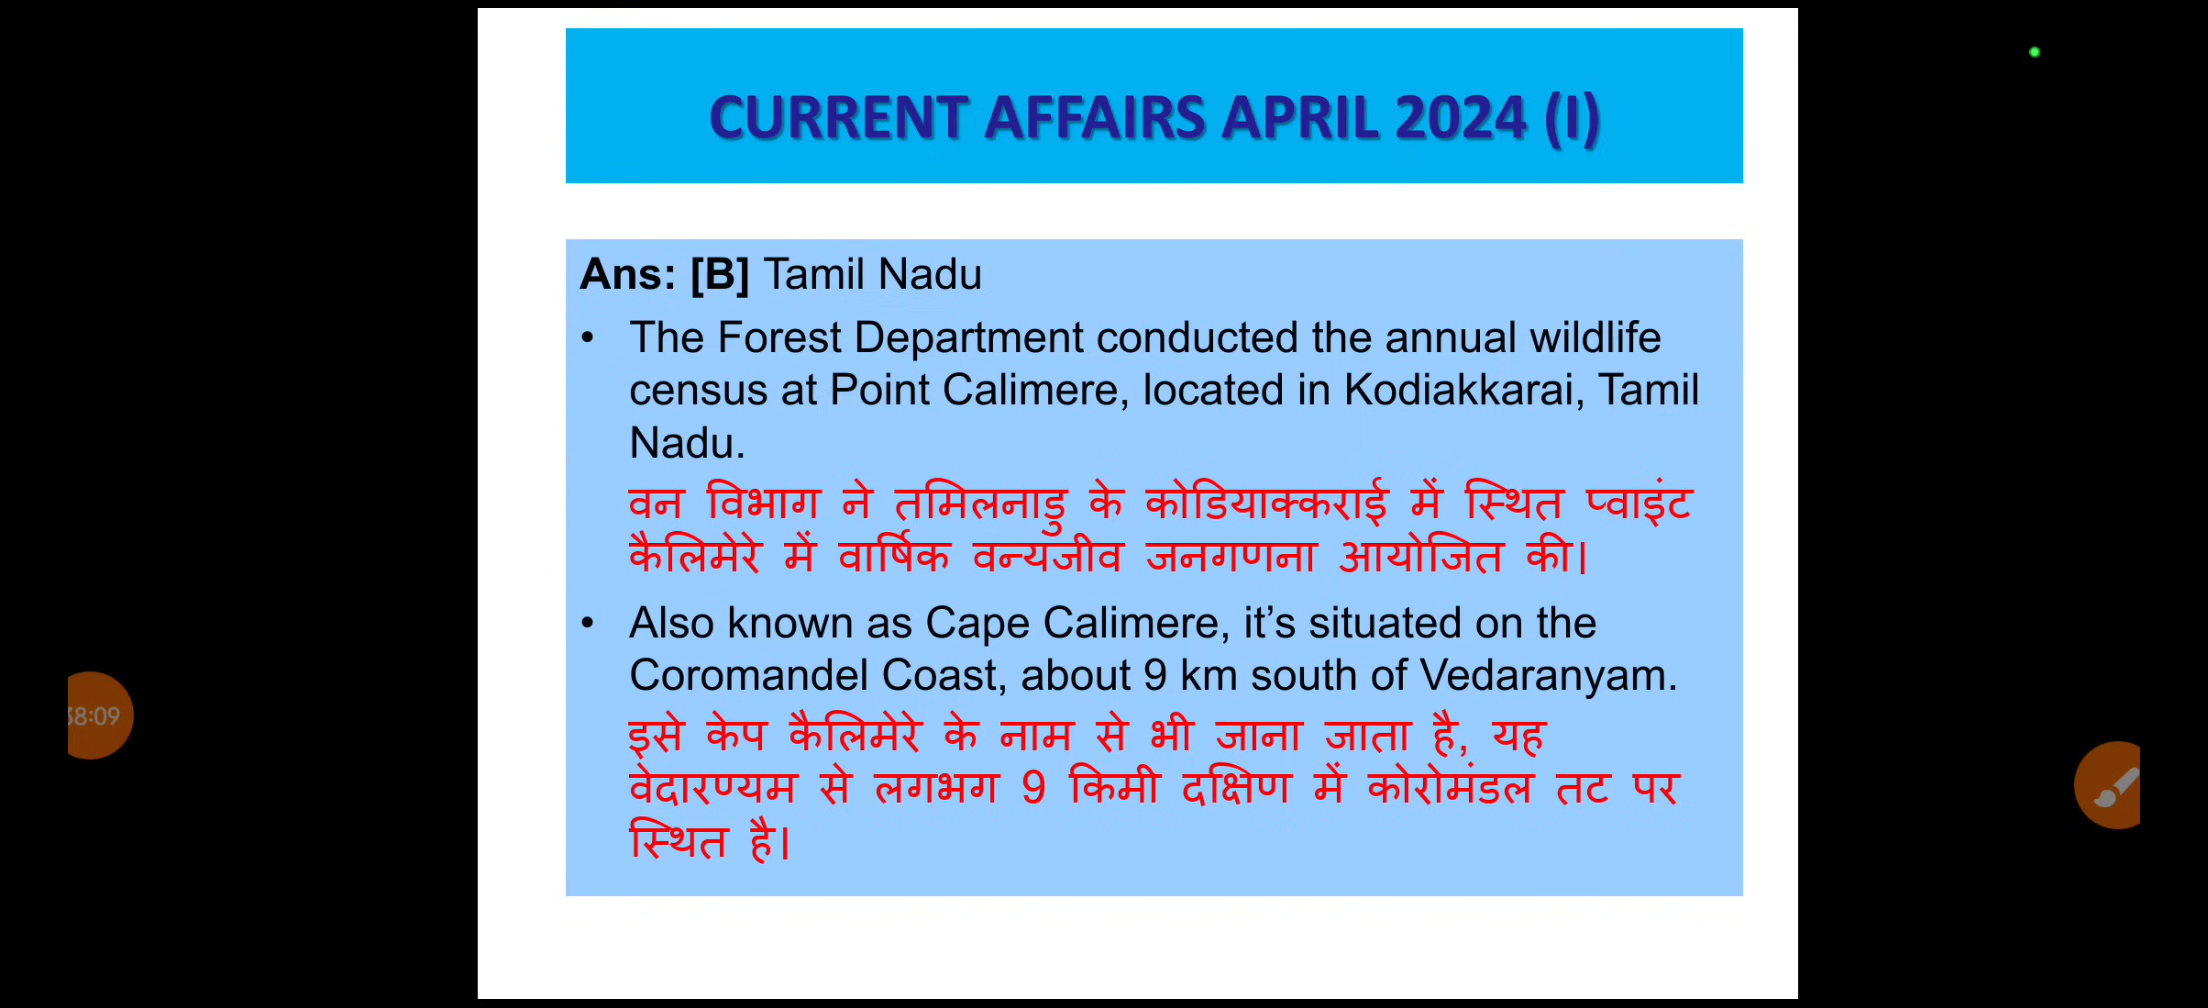 CURRENT AFFAIRS APRIL 2024 (I)
Ans: [B] Tamil Nadu
• The Forest Department conducted the annual wildlife
census at Point Calimere, located in Kodiakkarai, Tamil
Nadu.
वन विभाग ने तमिलनाडु के कोडियाक्कराई में स्थित प्वाइंट
कैलिमेरे में वार्षिक वन्यजीव जनगणना आयोजित की।
• Also known as Cape Calimere, it’s situated on the
Coromandel Coast, about 9 km south of Vedaranyam.
इसे केप कैलिमेरे के नाम से भी जाना जाता है, यह
वेदारण्यम से लगभग 9 किमी दक्षिण में कोरोमंडल तट पर
स्थित है।
8:09